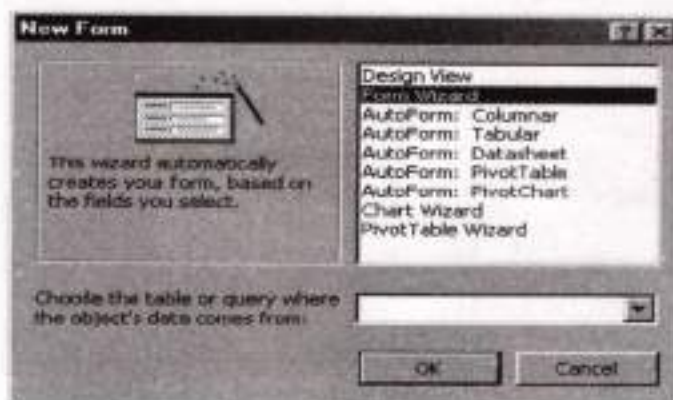 New Form
Design View
Form Wizard
AutoForm: Columnar
AutoForm: Tabular
AutoForm: Datasheet
AutoForm: PivotTable
AutoForm: PivotChart
Chart Wizard
PivotTable Wizard
This wizard automatically
creates your form, based on
the fields you select.
Choose the table or query where
the object's data comes from:
OK
Cancel